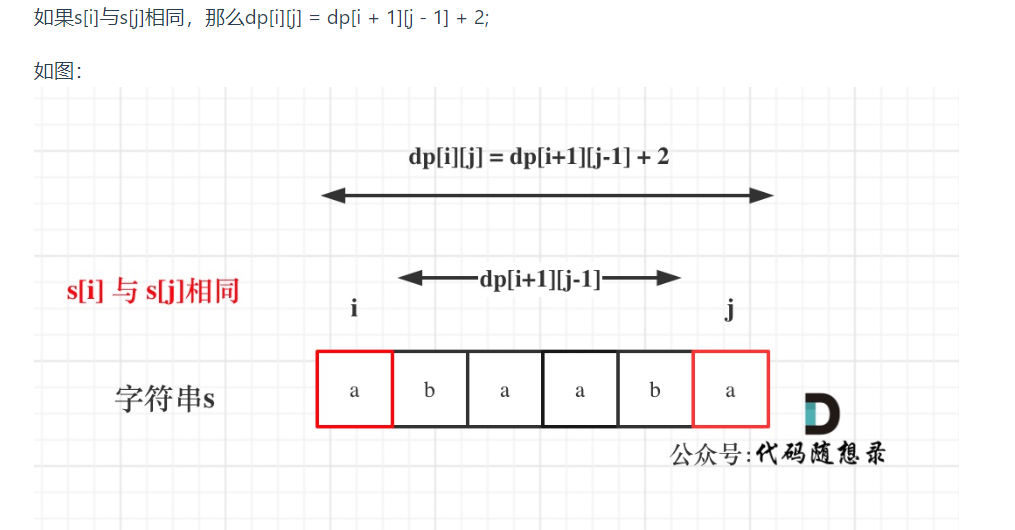 如果s[i]与s[j]相同，那么dp[i][j] = dp[i + 1][j - 1] + 2;
如图：
dp[i][j] = dp[i+1][j-1] + 2
dp[i+1][j-1]
s[i] 与 s[j]相同
i
j
字符串s
a b a a b a
公众号:代码随想录